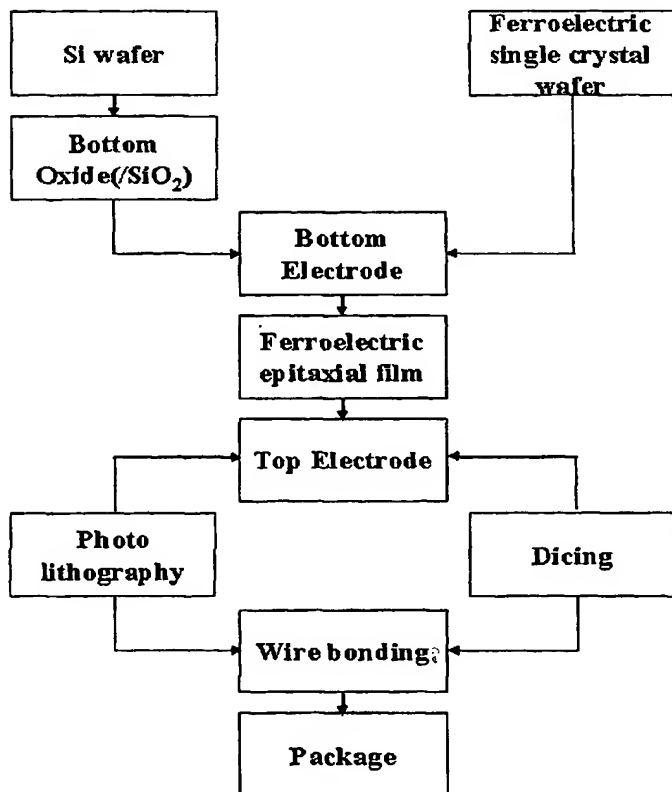 Si wafer
Ferroelectric
single crystal
wafer
Bottom
Oxide(/SiO₂)
Bottom
Electrode
Ferroelectric
epitaxial film
Top Electrode
Photo
lithography
Dicing
Wire bonding
Package